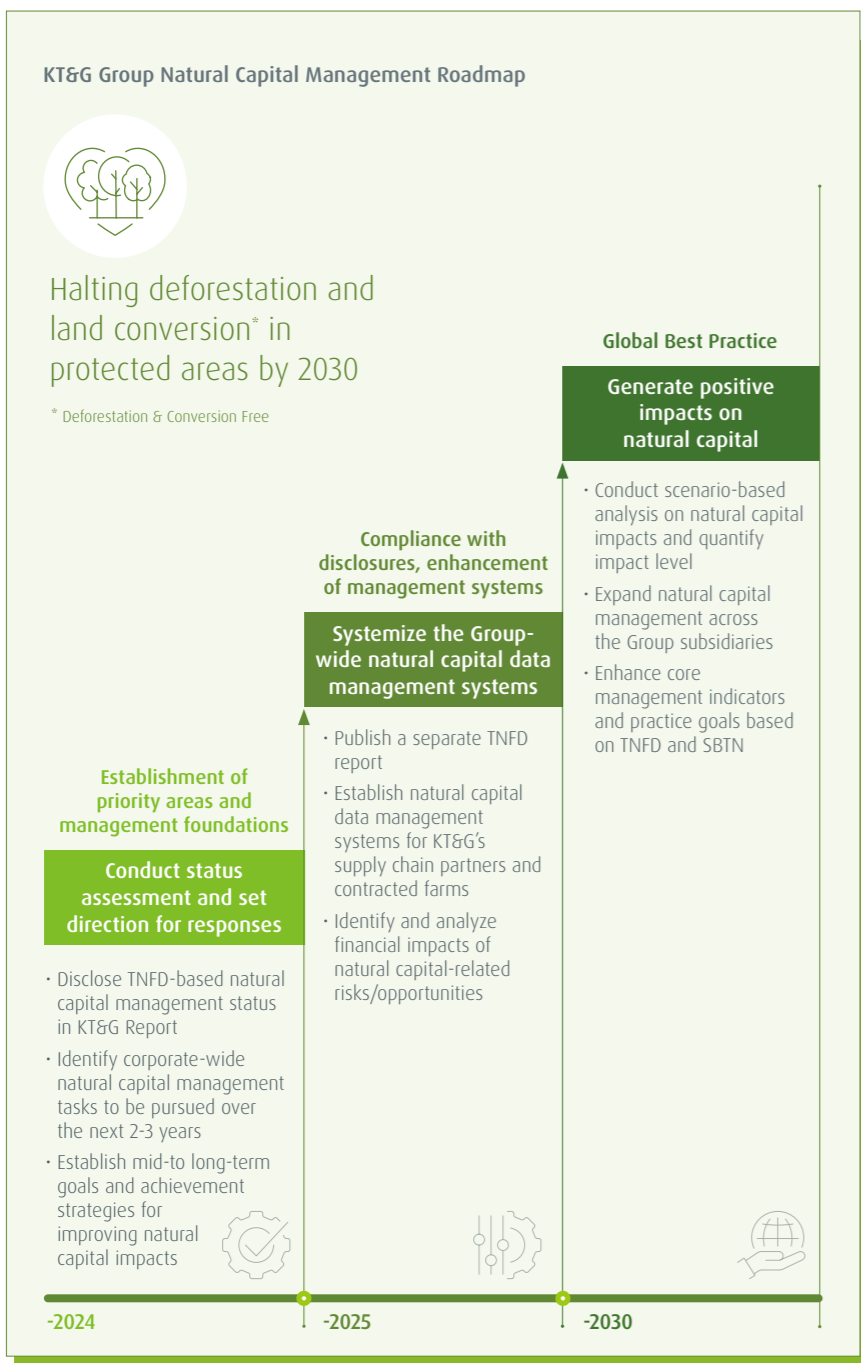 KT&G Group Natural Capital Management Roadmap
Halting deforestation and
land conversion* in
protected areas by 2030
* Deforestation & Conversion Free
Establishment of
priority areas and
management foundations
Conduct status
assessment and set
direction for responses
· Disclose TNFD-based natural
capital management status
in KT&G Report
· Identify corporate-wide
natural capital management
tasks to be pursued over
the next 2-3 years
· Establish mid-to long-term
goals and achievement
strategies for
improving natural
capital impacts
-2024
Compliance with
disclosures, enhancement
of management systems
Systemize the Group-
wide natural capital data
management systems
· Publish a separate TNFD
report
· Establish natural capital
data management
systems for KT&G's
supply chain partners and
contracted farms
· Identify and analyze
financial impacts of
natural capital-related
risks/opportunities
-2025
Global Best Practice
Generate positive
impacts on
natural capital
· Conduct scenario-based
analysis on natural capital
impacts and quantify
impact level
· Expand natural capital
management across
the Group subsidiaries
· Enhance core
management indicators
and practice goals based
on TNFD and SBTN
-2030